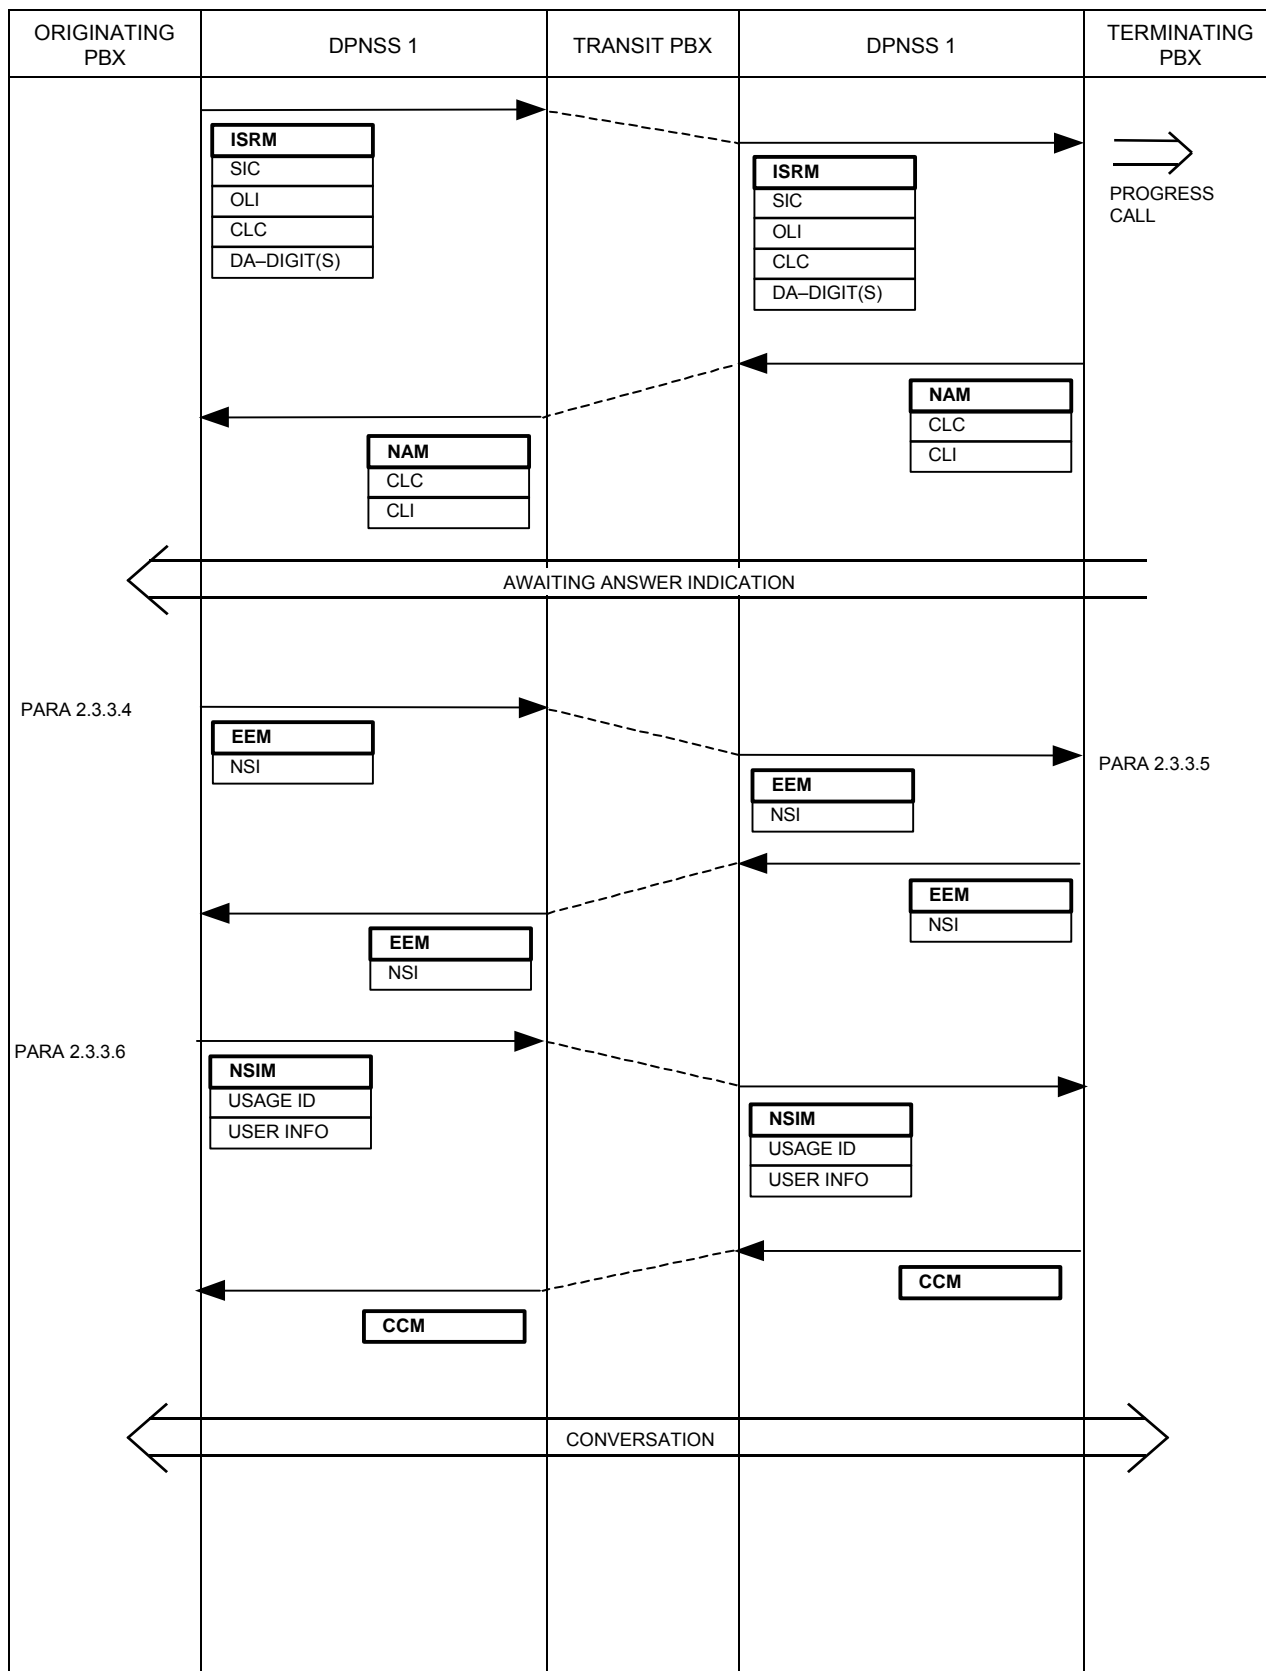 ORIGINATING
PBX
DPNSS 1
TRANSIT PBX
DPNSS 1
TERMINATING
PBX
ISRM
SIC
OLI
CLC
DA–DIGIT(S)
ISRM
SIC
OLI
CLC
DA–DIGIT(S)
PROGRESS
CALL
NAM
CLC
CLI
NAM
CLC
CLI
AWAITING ANSWER INDICATION
PARA 2.3.3.4
EEM
NSI
PARA 2.3.3.5
EEM
NSI
EEM
NSI
EEM
NSI
PARA 2.3.3.6
NSIM
USAGE ID
USER INFO
NSIM
USAGE ID
USER INFO
CCM
CCM
CONVERSATION